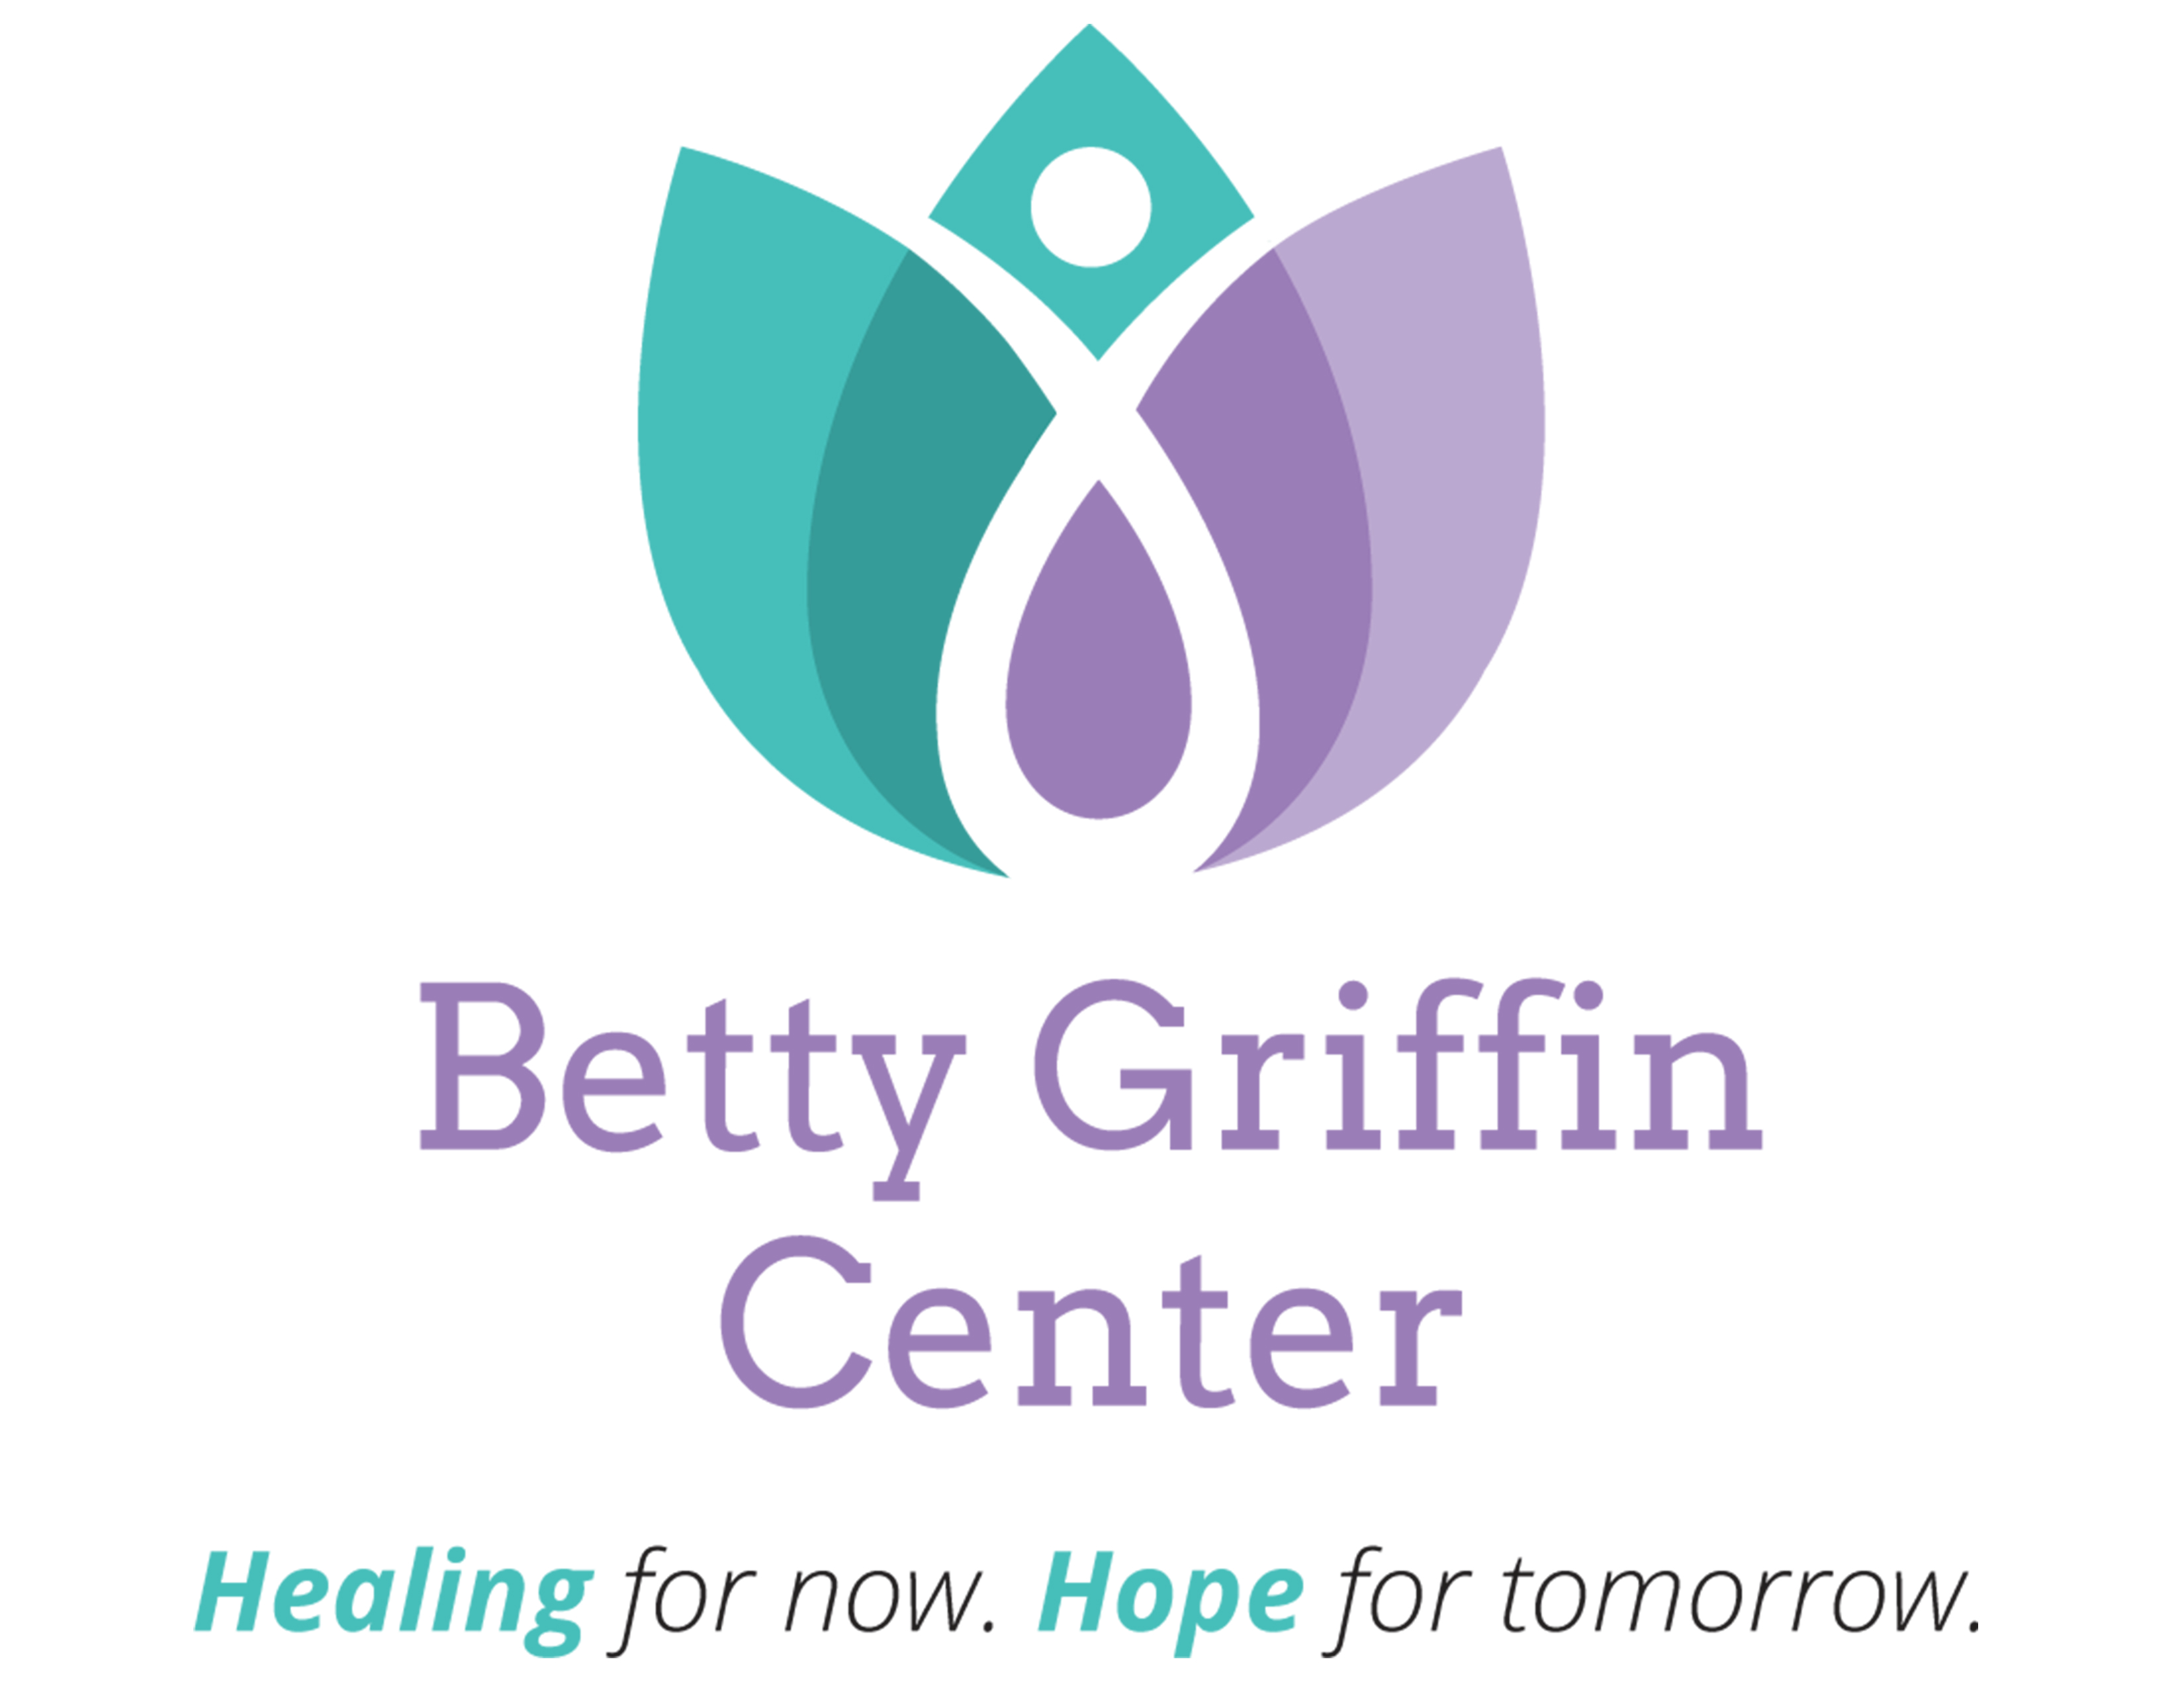 Betty Griffin
Center
Healing for now. Hope for tomorrow.